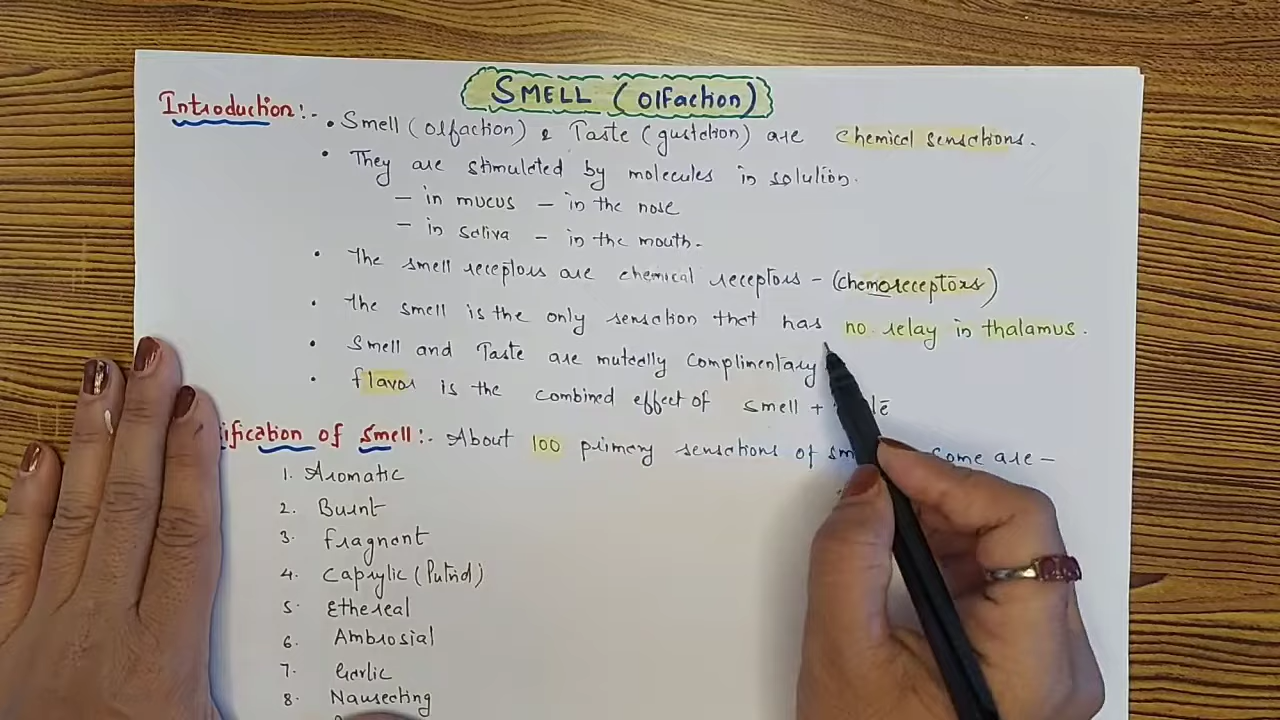 SMELL (Olfaction)
Introduction :-
• Smell (olfaction) & Taste (gustation) are chemical sensations.
• They are stimulated by molecules in solution.
– in mucus – in the nose
– in saliva – in the mouth.
• The smell receptors are chemical receptors – (chemoreceptors)
• The smell is the only sensation that has no relay in thalamus.
• Smell and Taste are mutually Complimentary
• flavor is the combined effect of smell +
of Smell :- About 100 primary sensations of Some are –
1. Aromatic
2. Burnt
3. fragnant
4. Caprylic (Putrid)
5. Ethereal
6. Ambrosial
7. Garlic
8. Nauseating